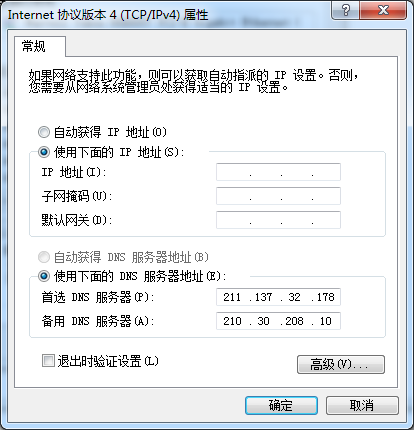 Internet 协议版本 4 (TCP/IPv4) 属性
常规
如果网络支持此功能，则可以获取自动指派的 IP 设置。否则，
您需要从网络系统管理员处获得适当的 IP 设置。
自动获得 IP 地址(O)
使用下面的 IP 地址(S):
IP 地址(I): . . .
子网掩码(U): . . .
默认网关(D): . . .
自动获得 DNS 服务器地址(B)
使用下面的 DNS 服务器地址(E):
首选 DNS 服务器(P): 211 .137 . 32 .178
备用 DNS 服务器(A): 210 . 30 .208 . 10
退出时验证设置(L)
高级(V)...
确定 取消